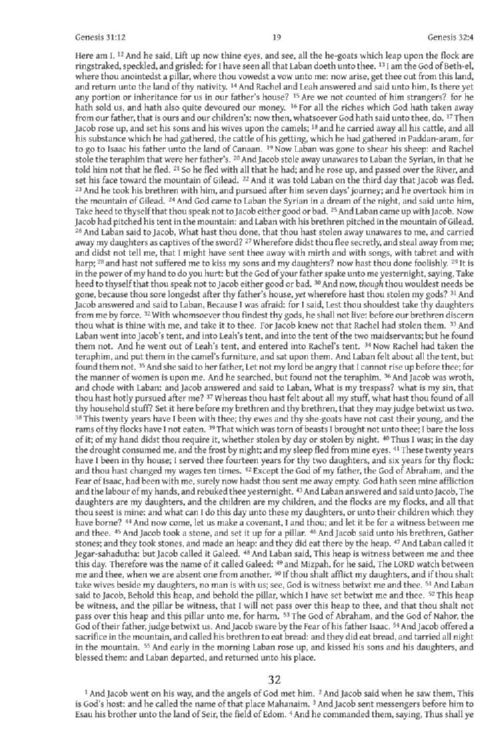 Genesis 31:12 19 Genesis 32:4
Here am I. 12 And he said, Lift up now thine eyes, and see, all the he-goats which leap upon the flock are
ringstraked, speckled, and grisled: for I have seen all that Laban doeth unto thee. 13 I am the God of Beth-el,
where thou anointedst a pillar, where thou vowedst a vow unto me: now arise, get thee out from this land,
and return unto the land of thy nativity. 14 And Rachel and Leah answered and said unto him, Is there yet
any portion or inheritance for us in our father's house? 15 Are we not counted of him strangers? for he
hath sold us, and hath also quite devoured our money. 16 For all the riches which God hath taken away
from our father, that is ours and our children's: now then, whatsoever God hath said unto thee, do. 17 Then
Jacob rose up, and set his sons and his wives upon the camels; 18 and he carried away all his cattle, and all
his substance which he had gathered, the cattle of his getting, which he had gathered in Paddan-aram, for
to go to Isaac his father unto the land of Canaan. 19 Now Laban was gone to shear his sheep: and Rachel
stole the teraphim that were her father's. 20 And Jacob stole away unawares to Laban the Syrian, in that he
told him not that he fled. 21 So he fled with all that he had; and he rose up, and passed over the River, and
set his face toward the mountain of Gilead. 22 And it was told Laban on the third day that Jacob was fled.
23 And he took his brethren with him, and pursued after him seven days' journey; and he overtook him in
the mountain of Gilead. 24 And God came to Laban the Syrian in a dream of the night, and said unto him,
Take heed to thyself that thou speak not to Jacob either good or bad. 25 And Laban came up with Jacob. Now
Jacob had pitched his tent in the mountain: and Laban with his brethren pitched in the mountain of Gilead.
26 And Laban said to Jacob, What hast thou done, that thou hast stolen away unawares to me, and carried
away my daughters as captives of the sword? 27 Wherefore didst thou flee secretly, and steal away from me;
and didst not tell me, that I might have sent thee away with mirth and with songs, with tabret and with
harp; 28 and hast not suffered me to kiss my sons and my daughters? now hast thou done foolishly. 29 It is
in the power of my hand to do you hurt: but the God of your father spake unto me yesternight, saying, Take
heed to thyself that thou speak not to Jacob either good or bad. 30 And now, though thou wouldest needs be
gone, because thou sore longedst after thy father's house, yet wherefore hast thou stolen my gods? 31 And
Jacob answered and said to Laban, Because I was afraid: for I said, Lest thou shouldest take thy daughters
from me by force. 32 With whomsoever thou findest thy gods, he shall not live: before our brethren discern
thou what is thine with me, and take it to thee. For Jacob knew not that Rachel had stolen them. 33 And
Laban went into Jacob's tent, and into Leah's tent, and into the tent of the two maidservants; but he found
them not. And he went out of Leah's tent, and entered into Rachel's tent. 34 Now Rachel had taken the
teraphim, and put them in the camel's furniture, and sat upon them. And Laban felt about all the tent, but
found them not. 35 And she said to her father, Let not my lord be angry that I cannot rise up before thee; for
the manner of women is upon me. And he searched, but found not the teraphim. 36 And Jacob was wroth,
and chode with Laban: and Jacob answered and said to Laban, What is my trespass? what is my sin, that
thou hast hotly pursued after me? 37 Whereas thou hast felt about all my stuff, what hast thou found of all
thy household stuff? Set it here before my brethren and thy brethren, that they may judge betwixt us two.
38 This twenty years have I been with thee; thy ewes and thy she-goats have not cast their young, and the
rams of thy flocks have I not eaten. 39 That which was torn of beasts I brought not unto thee; I bare the loss
of it; of my hand didst thou require it, whether stolen by day or stolen by night. 40 Thus I was; in the day
the drought consumed me, and the frost by night; and my sleep fled from mine eyes. 41 These twenty years
have I been in thy house; I served thee fourteen years for thy two daughters, and six years for thy flock:
and thou hast changed my wages ten times. 42 Except the God of my father, the God of Abraham, and the
Fear of Isaac, had been with me, surely now hadst thou sent me away empty. God hath seen mine affliction
and the labour of my hands, and rebuked thee yesternight. 43 And Laban answered and said unto Jacob, The
daughters are my daughters, and the children are my children, and the flocks are my flocks, and all that
thou seest is mine: and what can I do this day unto these my daughters, or unto their children which they
have borne? 44 And now come, let us make a covenant, I and thou; and let it be for a witness between me
and thee. 45 And Jacob took a stone, and set it up for a pillar. 46 And Jacob said unto his brethren, Gather
stones; and they took stones, and made an heap: and they did eat there by the heap. 47 And Laban called it
Jegar-sahadutha: but Jacob called it Galeed. 48 And Laban said, This heap is witness between me and thee
this day. Therefore was the name of it called Galeed: 49 and Mizpah, for he said, The LORD watch between
me and thee, when we are absent one from another. 50 If thou shalt afflict my daughters, and if thou shalt
take wives beside my daughters, no man is with us; see, God is witness betwixt me and thee. 51 And Laban
said to Jacob, Behold this heap, and behold the pillar, which I have set betwixt me and thee. 52 This heap
be witness, and the pillar be witness, that I will not pass over this heap to thee, and that thou shalt not
pass over this heap and this pillar unto me, for harm. 53 The God of Abraham, and the God of Nahor, the
God of their father, judge betwixt us. And Jacob sware by the Fear of his father Isaac. 54 And Jacob offered a
sacrifice in the mountain, and called his brethren to eat bread: and they did eat bread, and tarried all night
in the mountain. 55 And early in the morning Laban rose up, and kissed his sons and his daughters, and
blessed them: and Laban departed, and returned unto his place.
32
1 And Jacob went on his way, and the angels of God met him. 2 And Jacob said when he saw them, This
is God's host: and he called the name of that place Mahanaim. 3 And Jacob sent messengers before him to
Esau his brother unto the land of Seir, the field of Edom. 4 And he commanded them, saying, Thus shall ye